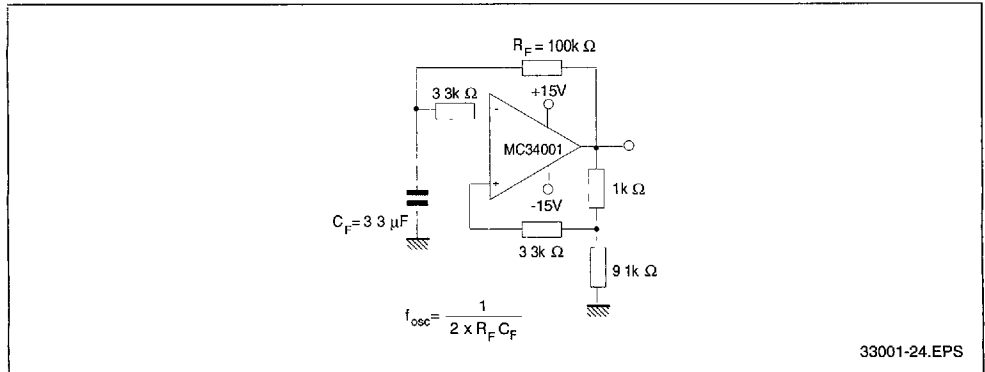 R_F = 100k Ω
3 3k Ω
+15V
-
MC34001
+
-15V
1k Ω
C_F= 3 3 μF
3 3k Ω
9 1k Ω
f_osc= 1 / 2 x R_F C_F
33001-24.EPS